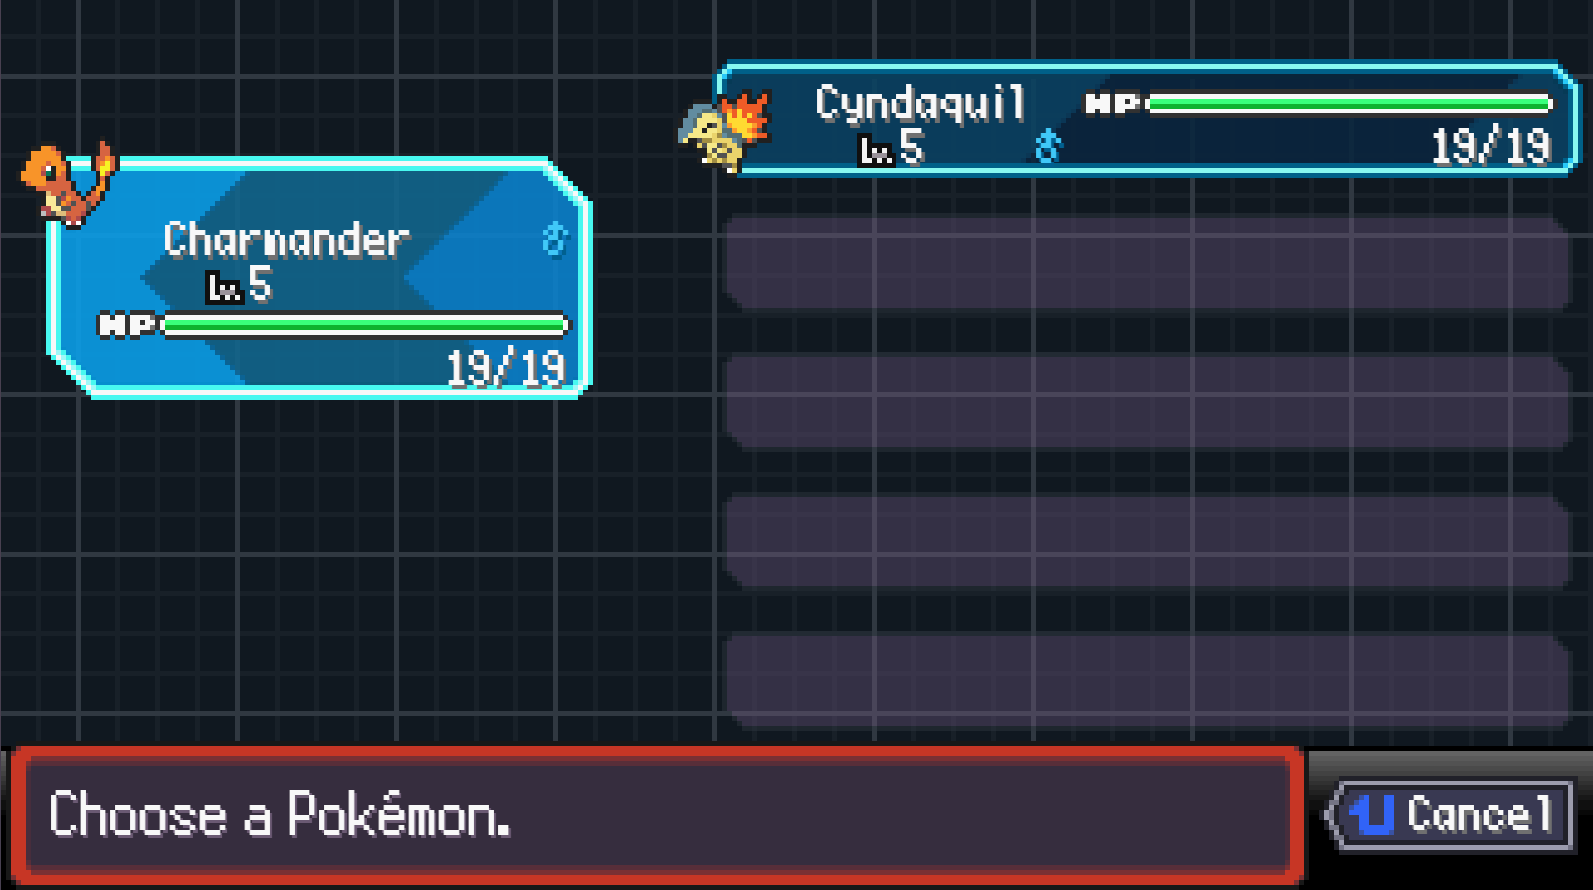 Charmander
Lv. 5
HP
19/19
Cyndaquil
Lv. 5
HP
19/19
Choose a Pokémon.
Cancel